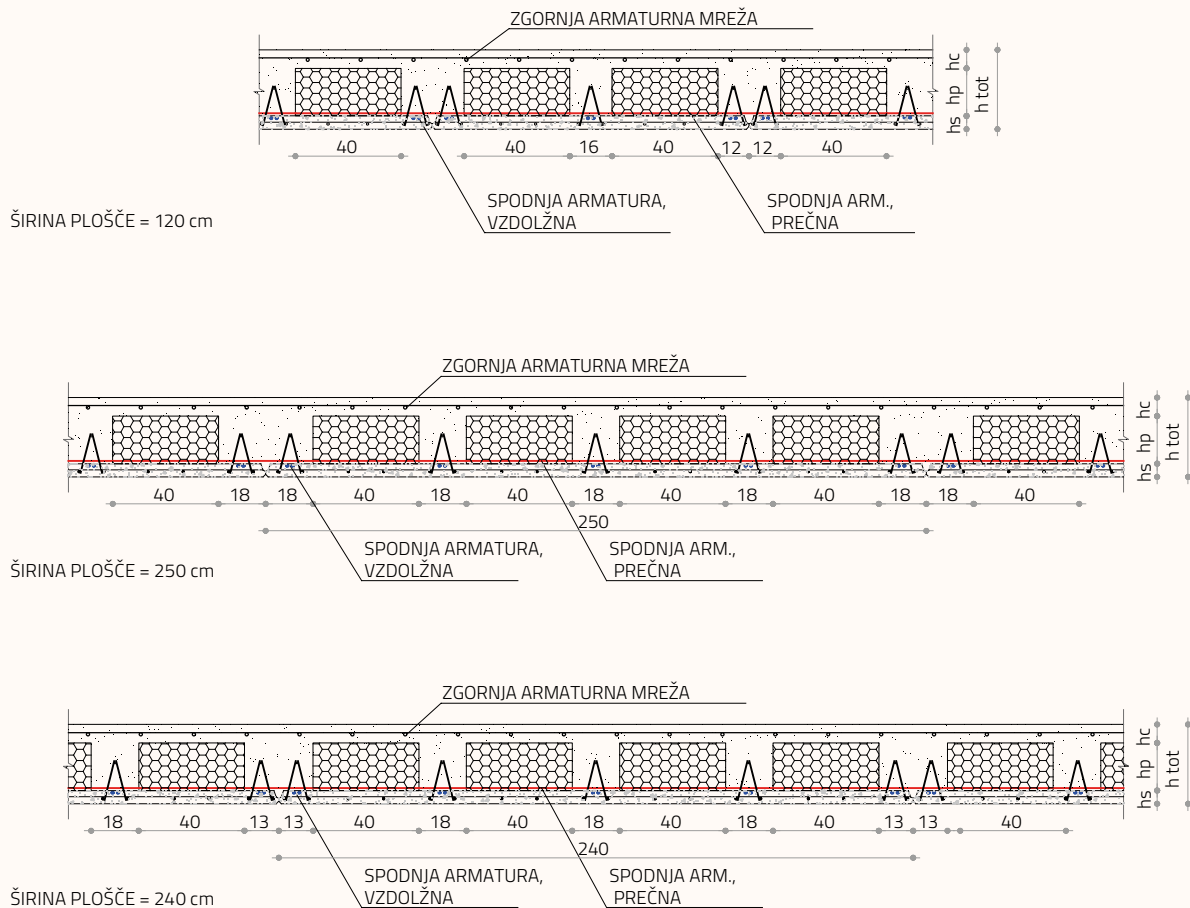 ZGORNJA ARMATURNA MREŽA
hc
hp
hs
h tot
40 40 16 40 12 12 40
SPODNJA ARMATURA,
VZDOLŽNA
SPODNJA ARM.,
PREČNA
ŠIRINA PLOŠČE = 120 cm
ZGORNJA ARMATURNA MREŽA
hc
hp
hs
h tot
40 18 18 40 18 40 18 40 18 40 18 18 40
250
SPODNJA ARMATURA,
VZDOLŽNA
SPODNJA ARM.,
PREČNA
ŠIRINA PLOŠČE = 250 cm
ZGORNJA ARMATURNA MREŽA
hc
hp
hs
h tot
18 40 13 13 40 18 40 18 40 18 40 13 13 40
240
SPODNJA ARMATURA,
VZDOLŽNA
SPODNJA ARM.,
PREČNA
ŠIRINA PLOŠČE = 240 cm